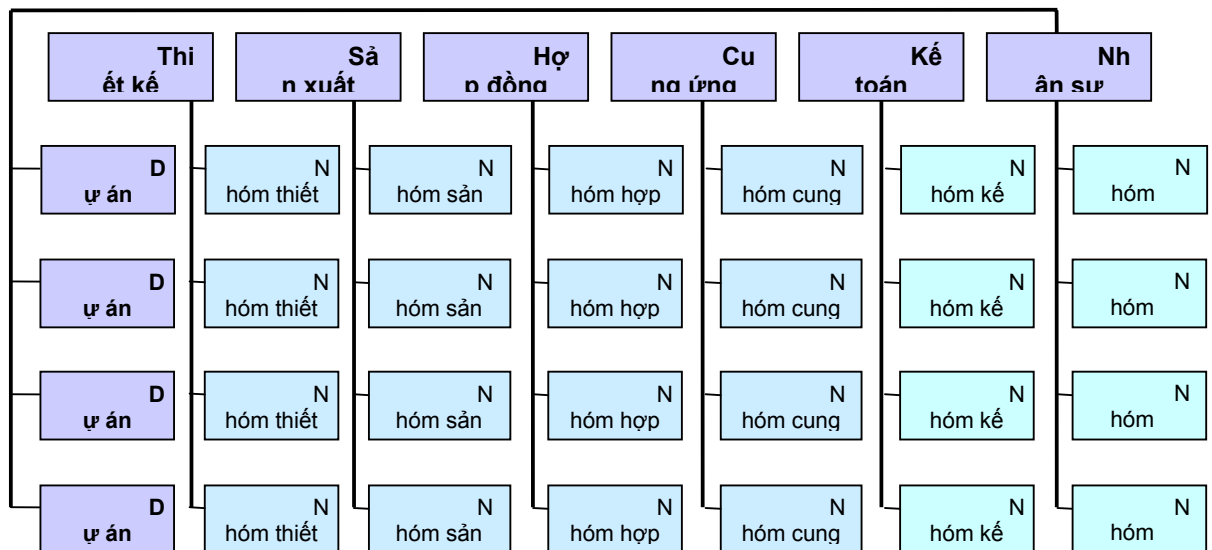 Thi
ết kế
Sả
n xuất
Hợ
p đồng
Cu
ng ứng
Kế
toán
Nh
ân sự
D
ự án
N
hóm thiết
N
hóm sản
N
hóm hợp
N
hóm cung
N
hóm kế
N
hóm
D
ự án
N
hóm thiết
N
hóm sản
N
hóm hợp
N
hóm cung
N
hóm kế
N
hóm
D
ự án
N
hóm thiết
N
hóm sản
N
hóm hợp
N
hóm cung
N
hóm kế
N
hóm
D
ự án
N
hóm thiết
N
hóm sản
N
hóm hợp
N
hóm cung
N
hóm kế
N
hóm